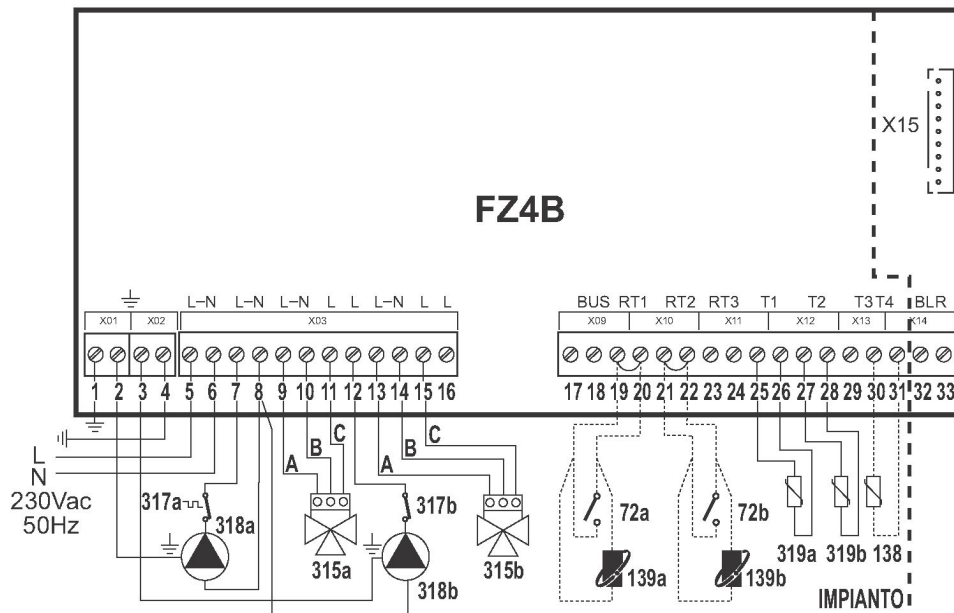 X15
FZ4B
L–N L–N L–N L L L–N L L
BUS RT1 RT2 RT3 T1 T2 T3 T4 BLR
X01 X02 X03
X09 X10 X11 X12 X13 X14
1 2 3 4 5 6 7 8 9 10 11 12 13 14 15 16
17 18 19 20 21 22 23 24 25 26 27 28 29 30 31 32 33
L
N
230Vac
50Hz
A B C A B C
317a
318a
315a
317b
318b
315b
72a
139a
72b
139b
319a 319b 138
IMPIANTO